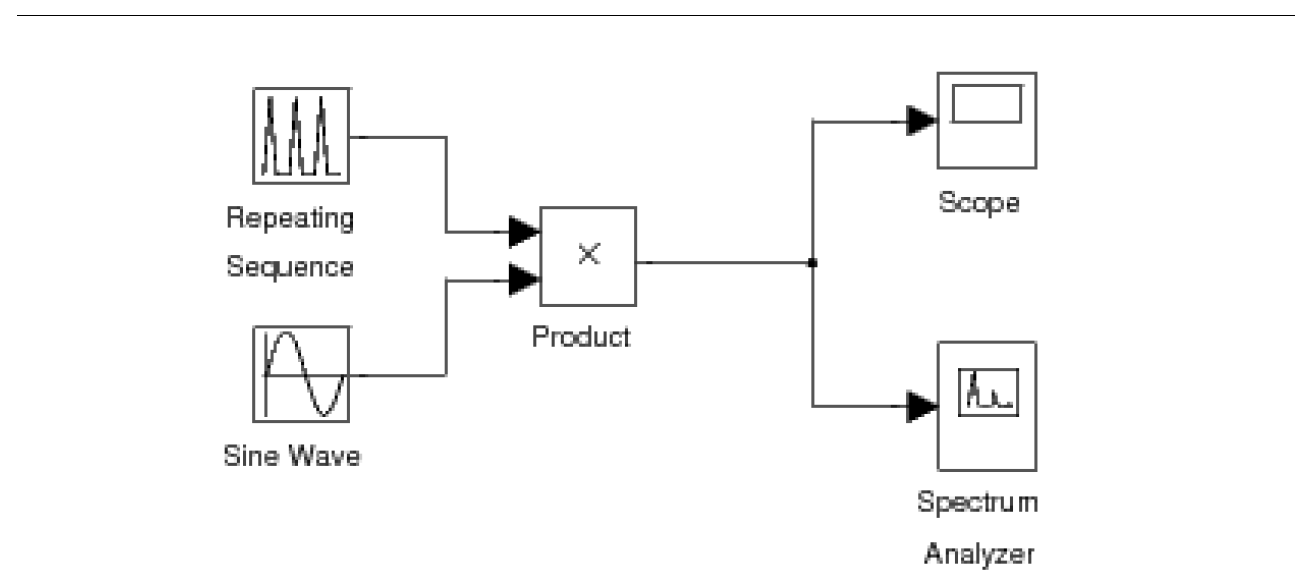 Repeating
Sequence
×
Product
Sine Wave
Scope
Spectrum
Analyzer